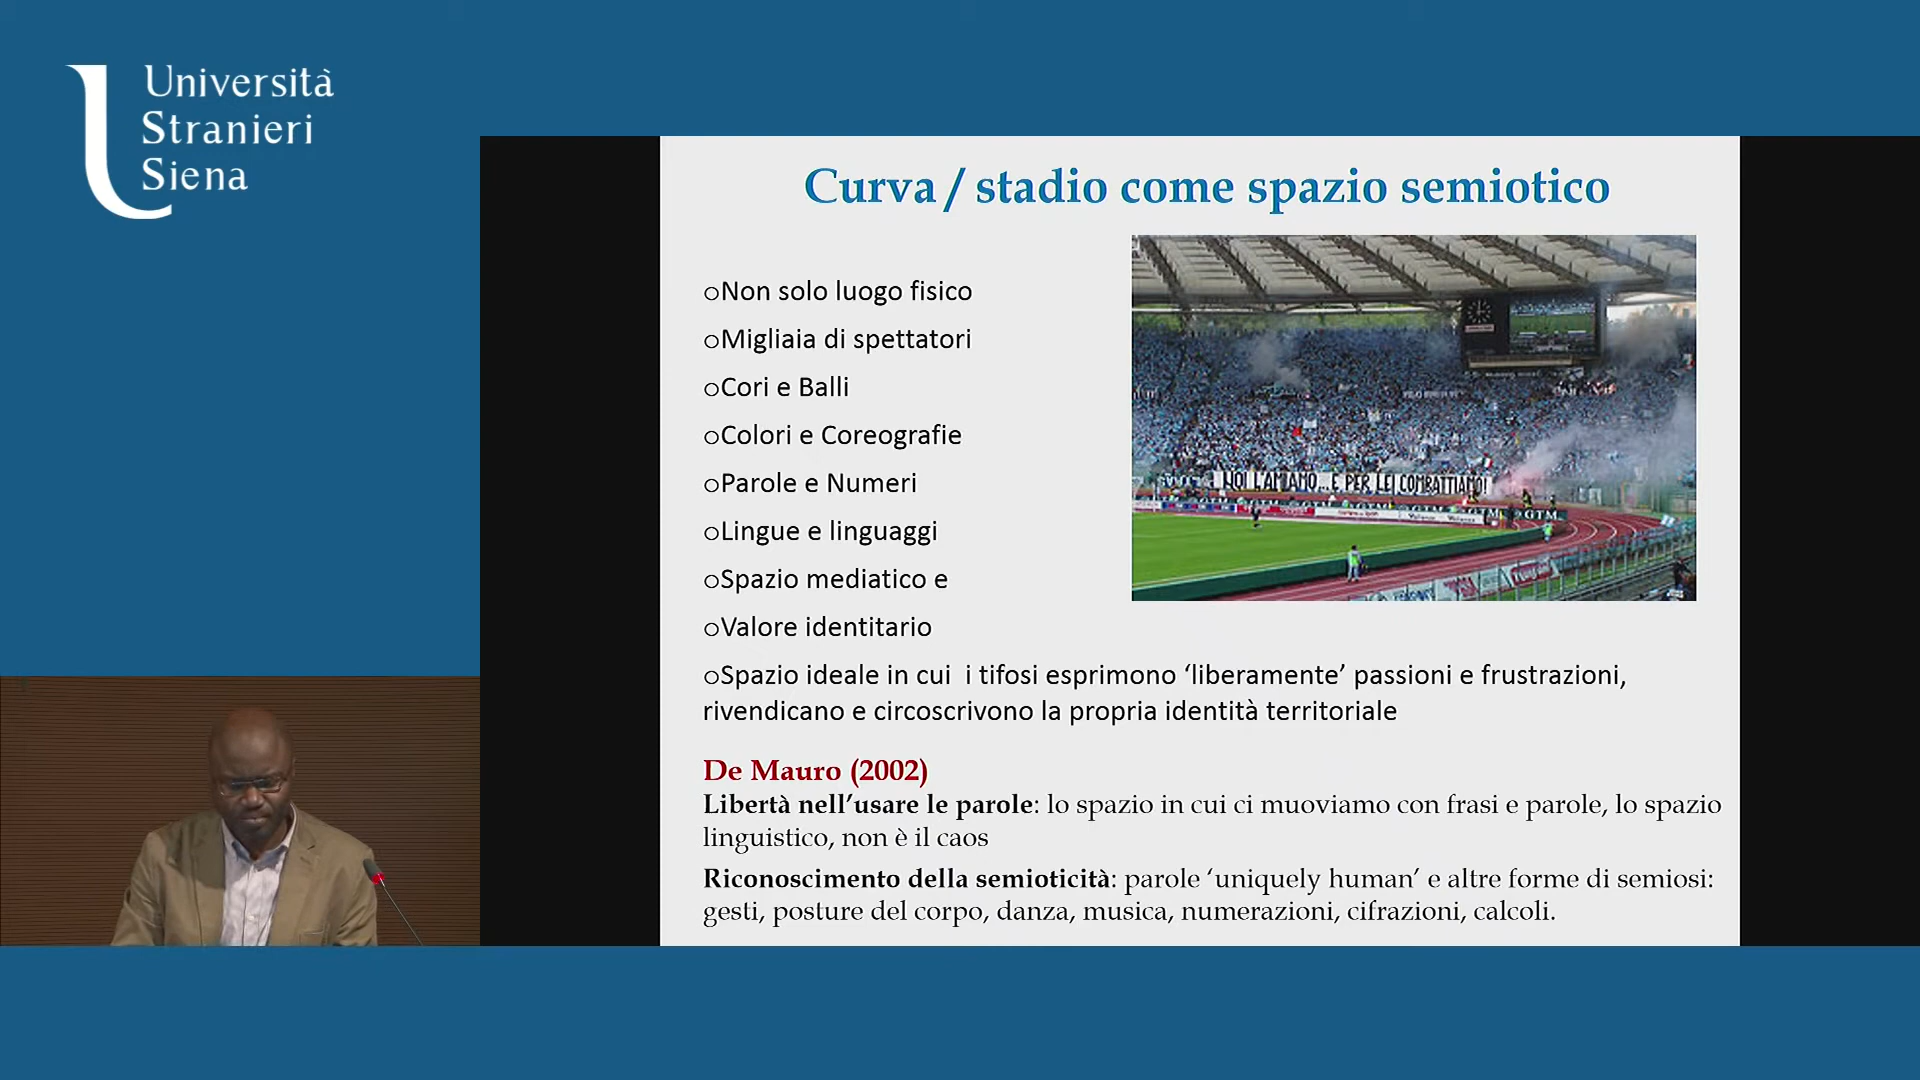 Università
Stranieri
Siena
Curva / stadio come spazio semiotico
oNon solo luogo fisico
oMigliaia di spettatori
oCori e Balli
oColori e Coreografie
oParole e Numeri
oLingue e linguaggi
oSpazio mediatico e
oValore identitario
oSpazio ideale in cui i tifosi esprimono ‘liberamente’ passioni e frustrazioni,
rivendicano e circoscrivono la propria identità territoriale
NOI L'AMIAMO...E PER LEI COMBATTIAMO!
GTM
De Mauro (2002)
Libertà nell’usare le parole: lo spazio in cui ci muoviamo con frasi e parole, lo spazio
linguistico, non è il caos
Riconoscimento della semioticità: parole ‘uniquely human’ e altre forme di semiosi:
gesti, posture del corpo, danza, musica, numerazioni, cifrazioni, calcoli.